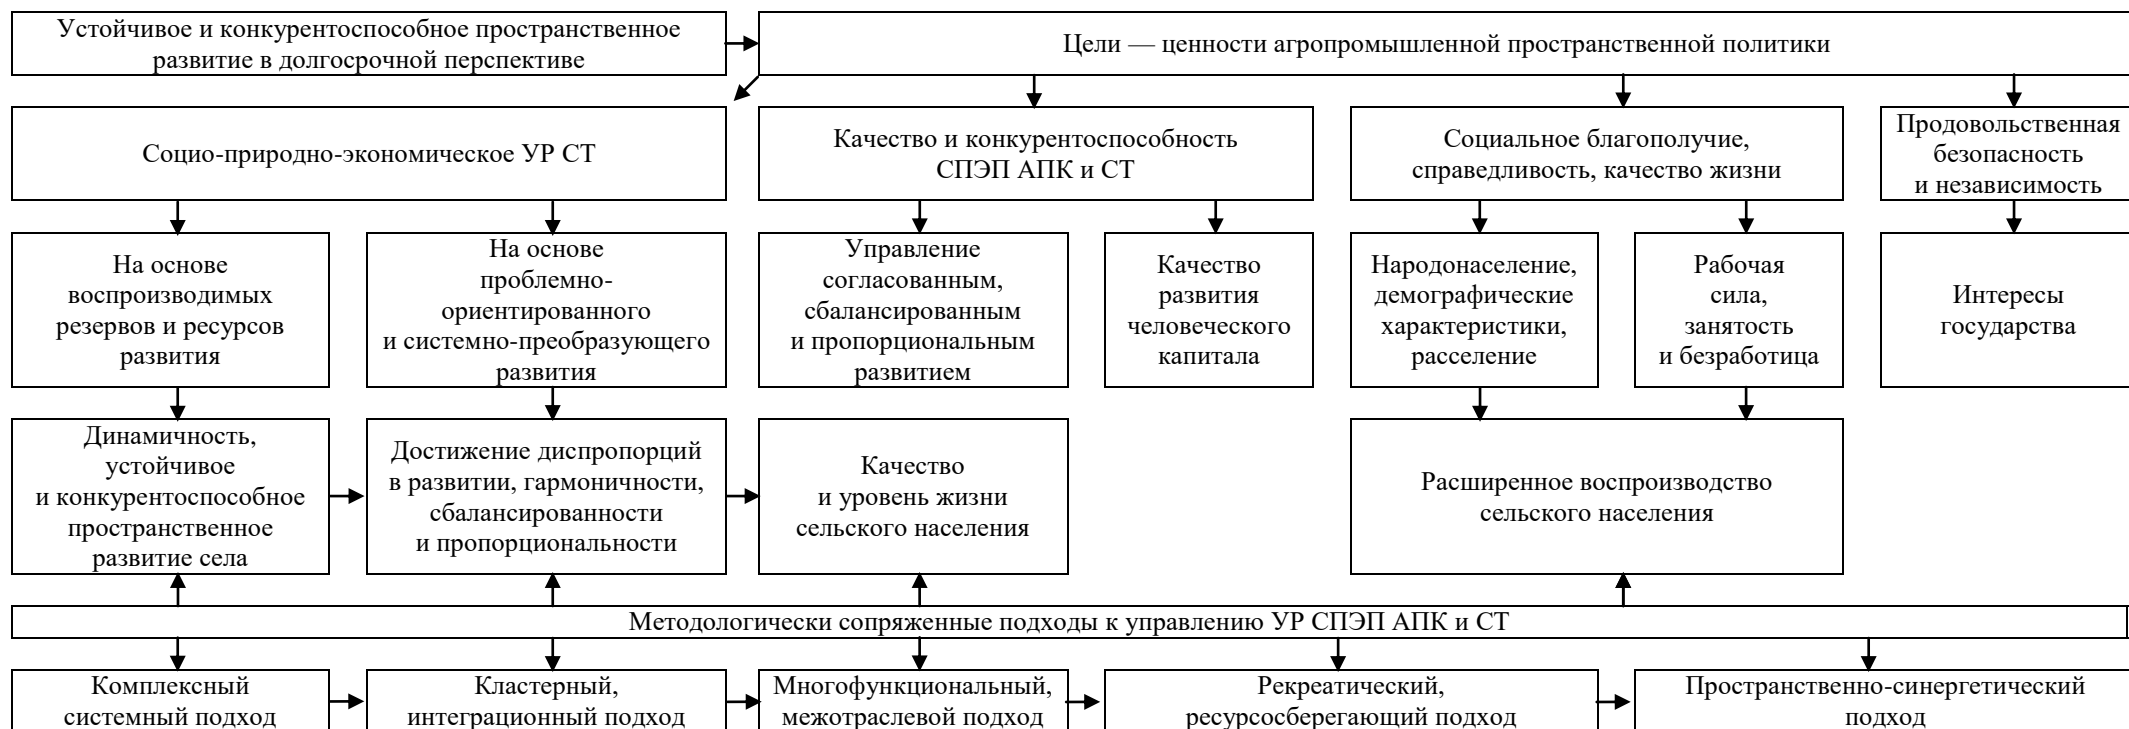 Устойчивое и конкурентоспособное пространственное
развитие в долгосрочной перспективе
Цели — ценности агропромышленной пространственной политики
Социо-природно-экономическое УР СТ
Качество и конкурентоспособность
СПЭП АПК и СТ
Социальное благополучие,
справедливость, качество жизни
Продовольственная
безопасность
и независимость
На основе
воспроизводимых
резервов и ресурсов
развития
На основе
проблемно-
ориентированного
и системно-преобразующего
развития
Управление
согласованным,
сбалансированным
и пропорциональным
развитием
Качество
развития
человеческого
капитала
Народонаселение,
демографические
характеристики,
расселение
Рабочая
сила,
занятость
и безработица
Интересы
государства
Динамичность,
устойчивое
и конкурентоспособное
пространственное
развитие села
Достижение диспропорций
в развитии, гармоничности,
сбалансированности
и пропорциональности
Качество
и уровень жизни
сельского населения
Расширенное воспроизводство
сельского населения
Методологически сопряженные подходы к управлению УР СПЭП АПК и СТ
Комплексный
системный подход
Кластерный,
интеграционный подход
Многофункциональный,
межотраслевой подход
Рекреатический,
ресурсосберегающий подход
Пространственно-синергетический
подход